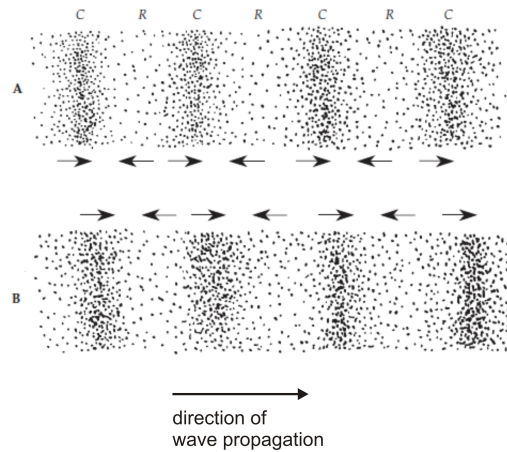 C R C R C R C
A
B
direction of
wave propagation